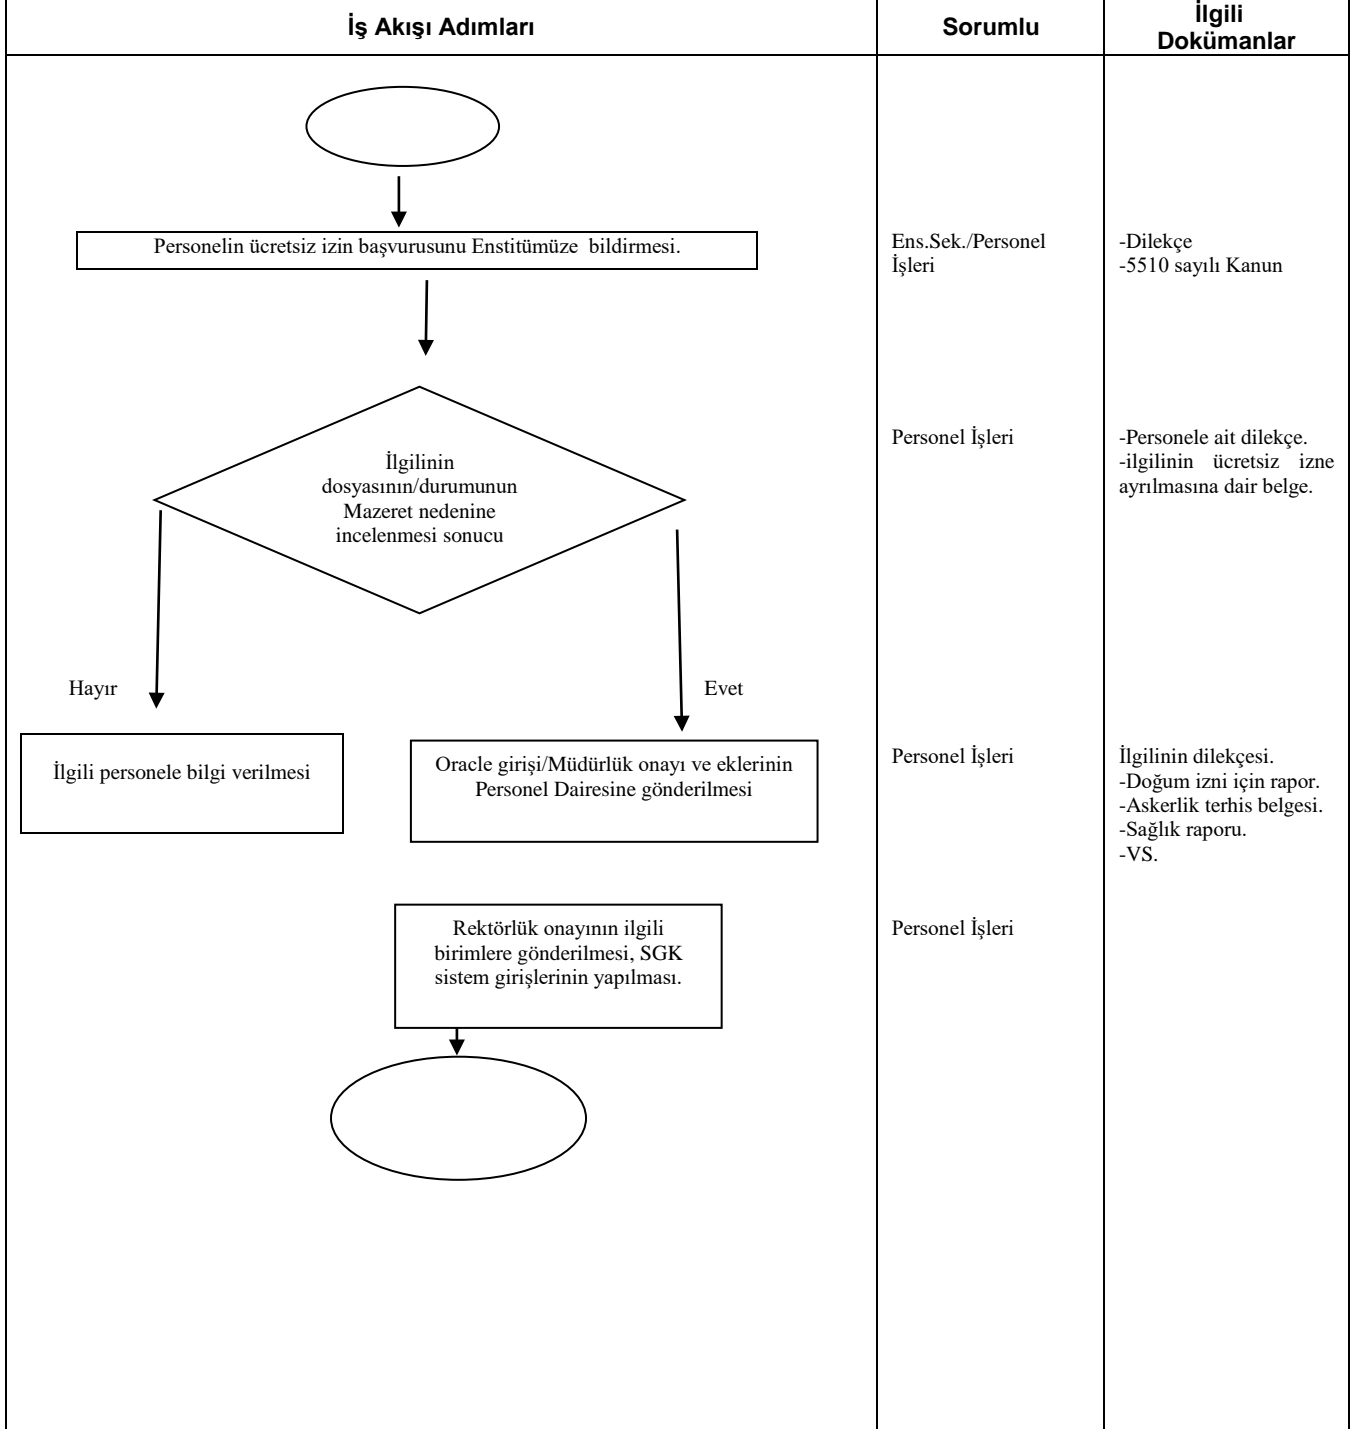 İş Akışı Adımları
Sorumlu
İlgili
Dokümanlar
Personelin ücretsiz izin başvurusunu Enstitümüze  bildirmesi.
Ens.Sek./Personel
İşleri
-Dilekçe
-5510 sayılı Kanun
İlgilinin
dosyasının/durumunun
Mazeret nedenine
incelenmesi sonucu
Personel İşleri
-Personele ait dilekçe.
-ilgilinin ücretsiz izne
ayrılmasına dair belge.
Hayır
Evet
İlgili personele bilgi verilmesi
Oracle girişi/Müdürlük onayı ve eklerinin
Personel Dairesine gönderilmesi
Personel İşleri
İlgilinin dilekçesi.
-Doğum izni için rapor.
-Askerlik terhis belgesi.
-Sağlık raporu.
-VS.
Rektörlük onayının ilgili
birimlere gönderilmesi, SGK
sistem girişlerinin yapılması.
Personel İşleri